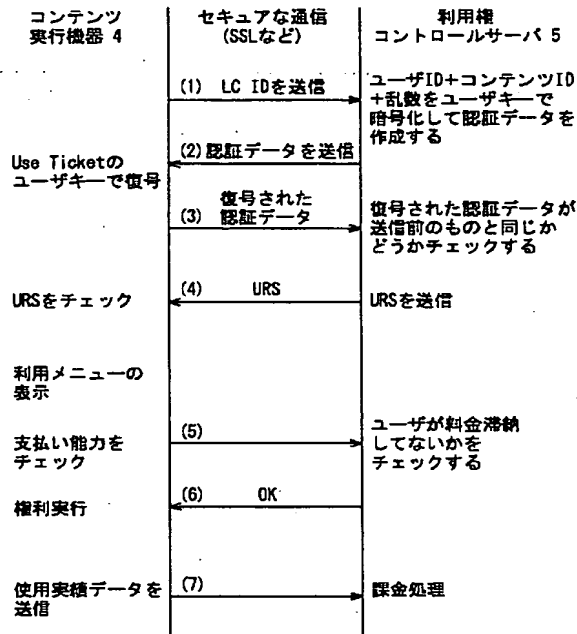 コンテンツ
実行機器 4
セキュアな通信
(SSLなど)
利用権
コントロールサーバ 5
(1) LC IDを送信
ユーザID+コンテンツID
+乱数をユーザキーで
暗号化して認証データを
作成する
(2)認証データを送信
Use Ticketの
ユーザキーで復号
復号された
(3) 認証データ
復号された認証データが
送信前のものと同じか
どうかチェックする
URSをチェック
(4) URS
URSを送信
利用メニューの
表示
支払い能力を
チェック
(5)
ユーザが料金滞納
してないかを
チェックする
(6) OK
権利実行
使用実績データを
送信
(7)
課金処理